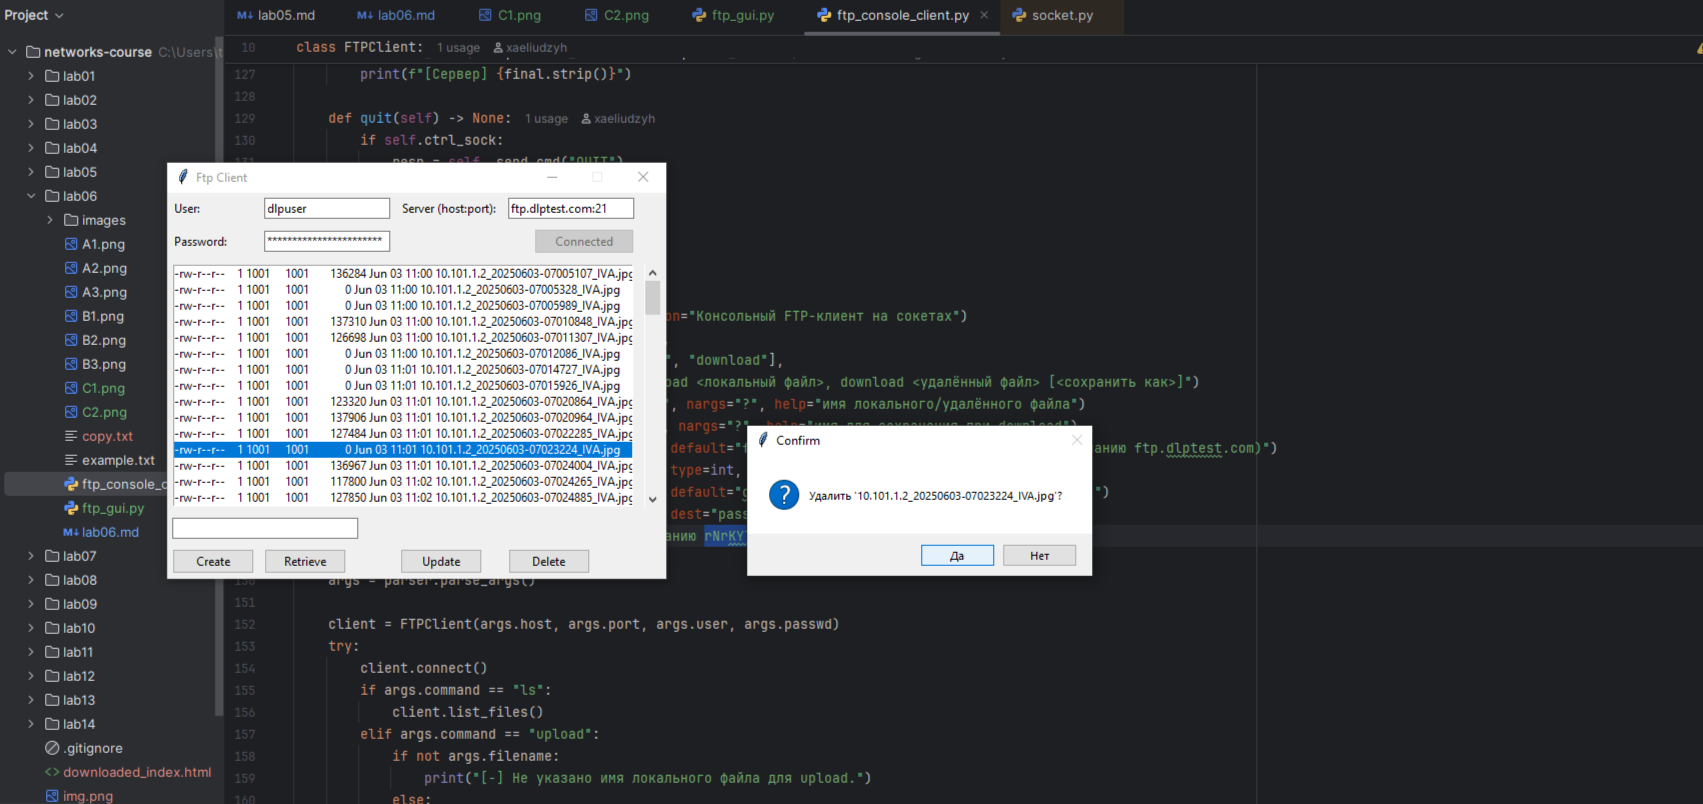 Project
lab05.md
lab06.md
C1.png
C2.png
ftp_gui.py
ftp_console_client.py
socket.py
networks-course C:\Users\t
lab01
lab02
lab03
lab04
lab05
lab06
images
A1.png
A2.png
A3.png
B1.png
B2.png
B3.png
C1.png
C2.png
copy.txt
example.txt
ftp_console_c
ftp_gui.py
lab06.md
lab07
lab08
lab09
lab10
lab11
lab12
lab13
lab14
.gitignore
downloaded_index.html
img.png
10 class FTPClient: 1 usage xaeliudzyh
127 print(f"[Сервер] {final.strip()}")
128
129 def quit(self) -> None: 1 usage xaeliudzyh
130 if self.ctrl_sock:
131 resp = self._send_cmd("QUIT")
Ftp Client
User: dlpuser Server (host:port): ftp.dlptest.com:21
Password: *********************** Connected
-rw-r--r-- 1 1001 1001 136284 Jun 03 11:00 10.101.1.2_20250603-07005107_IVA.jpg
-rw-r--r-- 1 1001 1001 0 Jun 03 11:00 10.101.1.2_20250603-07005328_IVA.jpg
-rw-r--r-- 1 1001 1001 0 Jun 03 11:00 10.101.1.2_20250603-07005989_IVA.jpg
-rw-r--r-- 1 1001 1001 137310 Jun 03 11:00 10.101.1.2_20250603-07010848_IVA.jpg
-rw-r--r-- 1 1001 1001 126698 Jun 03 11:00 10.101.1.2_20250603-07011307_IVA.jpg
-rw-r--r-- 1 1001 1001 0 Jun 03 11:00 10.101.1.2_20250603-07012086_IVA.jpg
-rw-r--r-- 1 1001 1001 0 Jun 03 11:01 10.101.1.2_20250603-07014727_IVA.jpg
-rw-r--r-- 1 1001 1001 0 Jun 03 11:01 10.101.1.2_20250603-07015926_IVA.jpg
-rw-r--r-- 1 1001 1001 123320 Jun 03 11:01 10.101.1.2_20250603-07020864_IVA.jpg
-rw-r--r-- 1 1001 1001 137906 Jun 03 11:01 10.101.1.2_20250603-07020964_IVA.jpg
-rw-r--r-- 1 1001 1001 127484 Jun 03 11:01 10.101.1.2_20250603-07022285_IVA.jpg
-rw-r--r-- 1 1001 1001 0 Jun 03 11:01 10.101.1.2_20250603-07023224_IVA.jpg
-rw-r--r-- 1 1001 1001 136967 Jun 03 11:01 10.101.1.2_20250603-07024004_IVA.jpg
-rw-r--r-- 1 1001 1001 117800 Jun 03 11:02 10.101.1.2_20250603-07024265_IVA.jpg
-rw-r--r-- 1 1001 1001 127850 Jun 03 11:02 10.101.1.2_20250603-07024885_IVA.jpg
Create Retrieve Update Delete
on="Консольный FTP-клиент на сокетах")
", "download"],
oad <локальный файл>, download <удалённый файл> [<сохранить как>]")
", nargs="?", help="имя локального/удалённого файла")
, nargs="?", help="имя для сохранения при download")
default="f анию ftp.dlptest.com)")
type=int,
default="g ")
dest="pass
анию rNrKY
Confirm
Удалить '10.101.1.2_20250603-07023224_IVA.jpg'?
Да Нет
150 args = parser.parse_args()
151
152 client = FTPClient(args.host, args.port, args.user, args.passwd)
153 try:
154 client.connect()
155 if args.command == "ls":
156 client.list_files()
157 elif args.command == "upload":
158 if not args.filename:
159 print("[-] Не указано имя локального файла для upload.")
160 else: